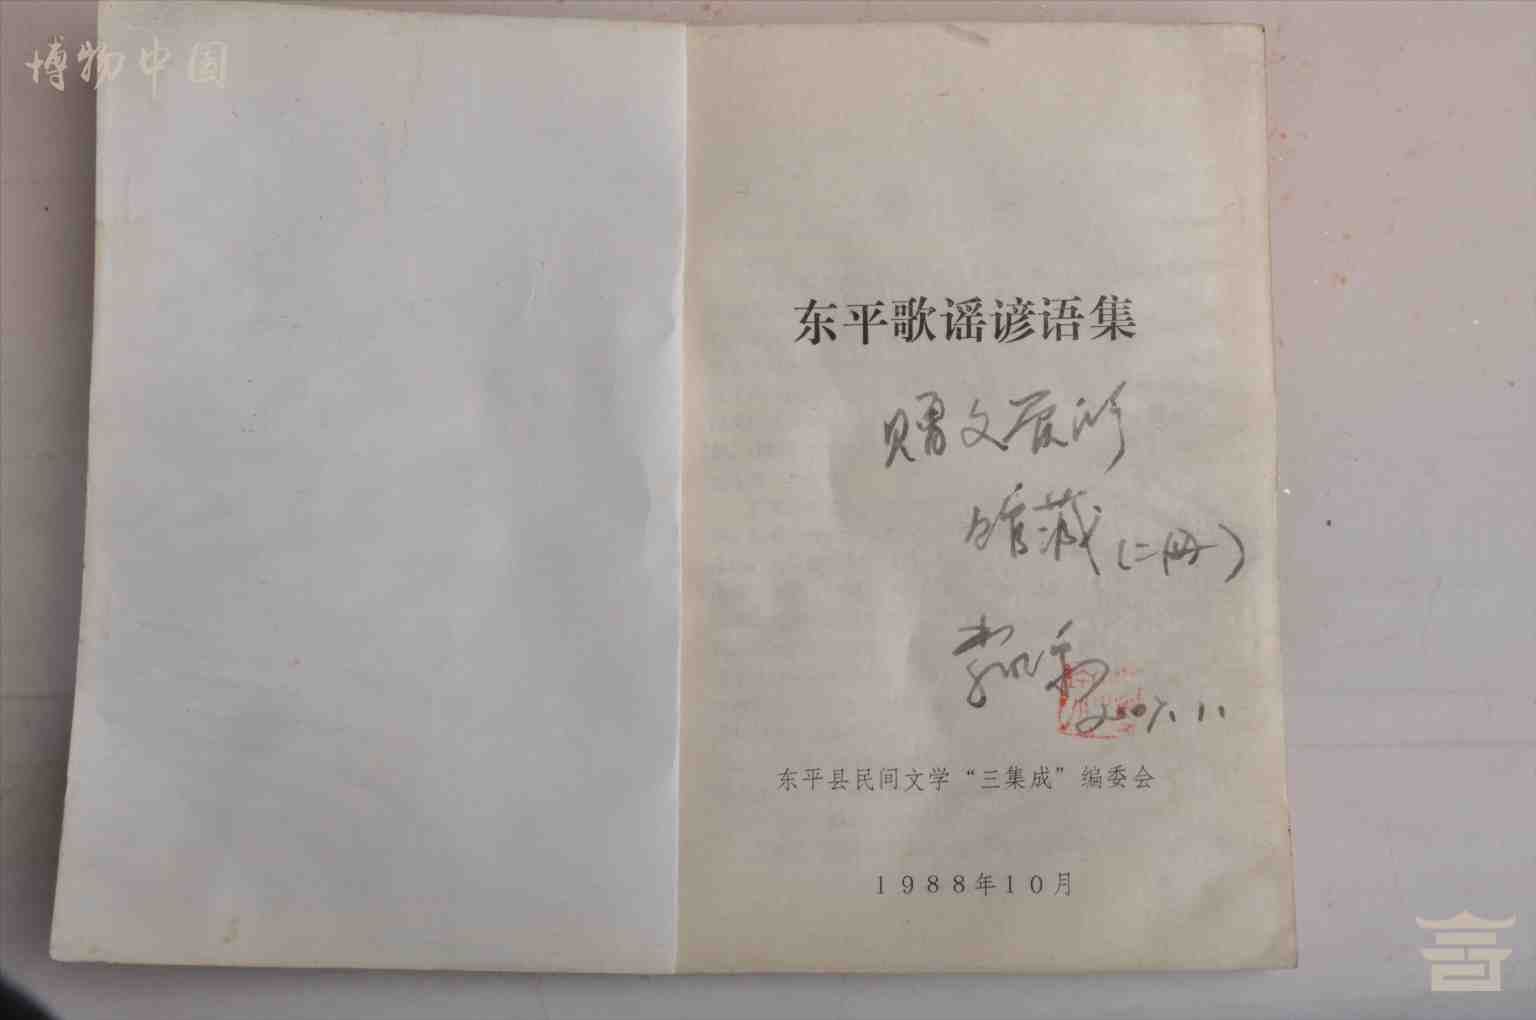 博物中国
东平歌谣谚语集
赠文展所
馆藏(二册)
2007.11.
东平县民间文学“三集成”编委会
1988年10月